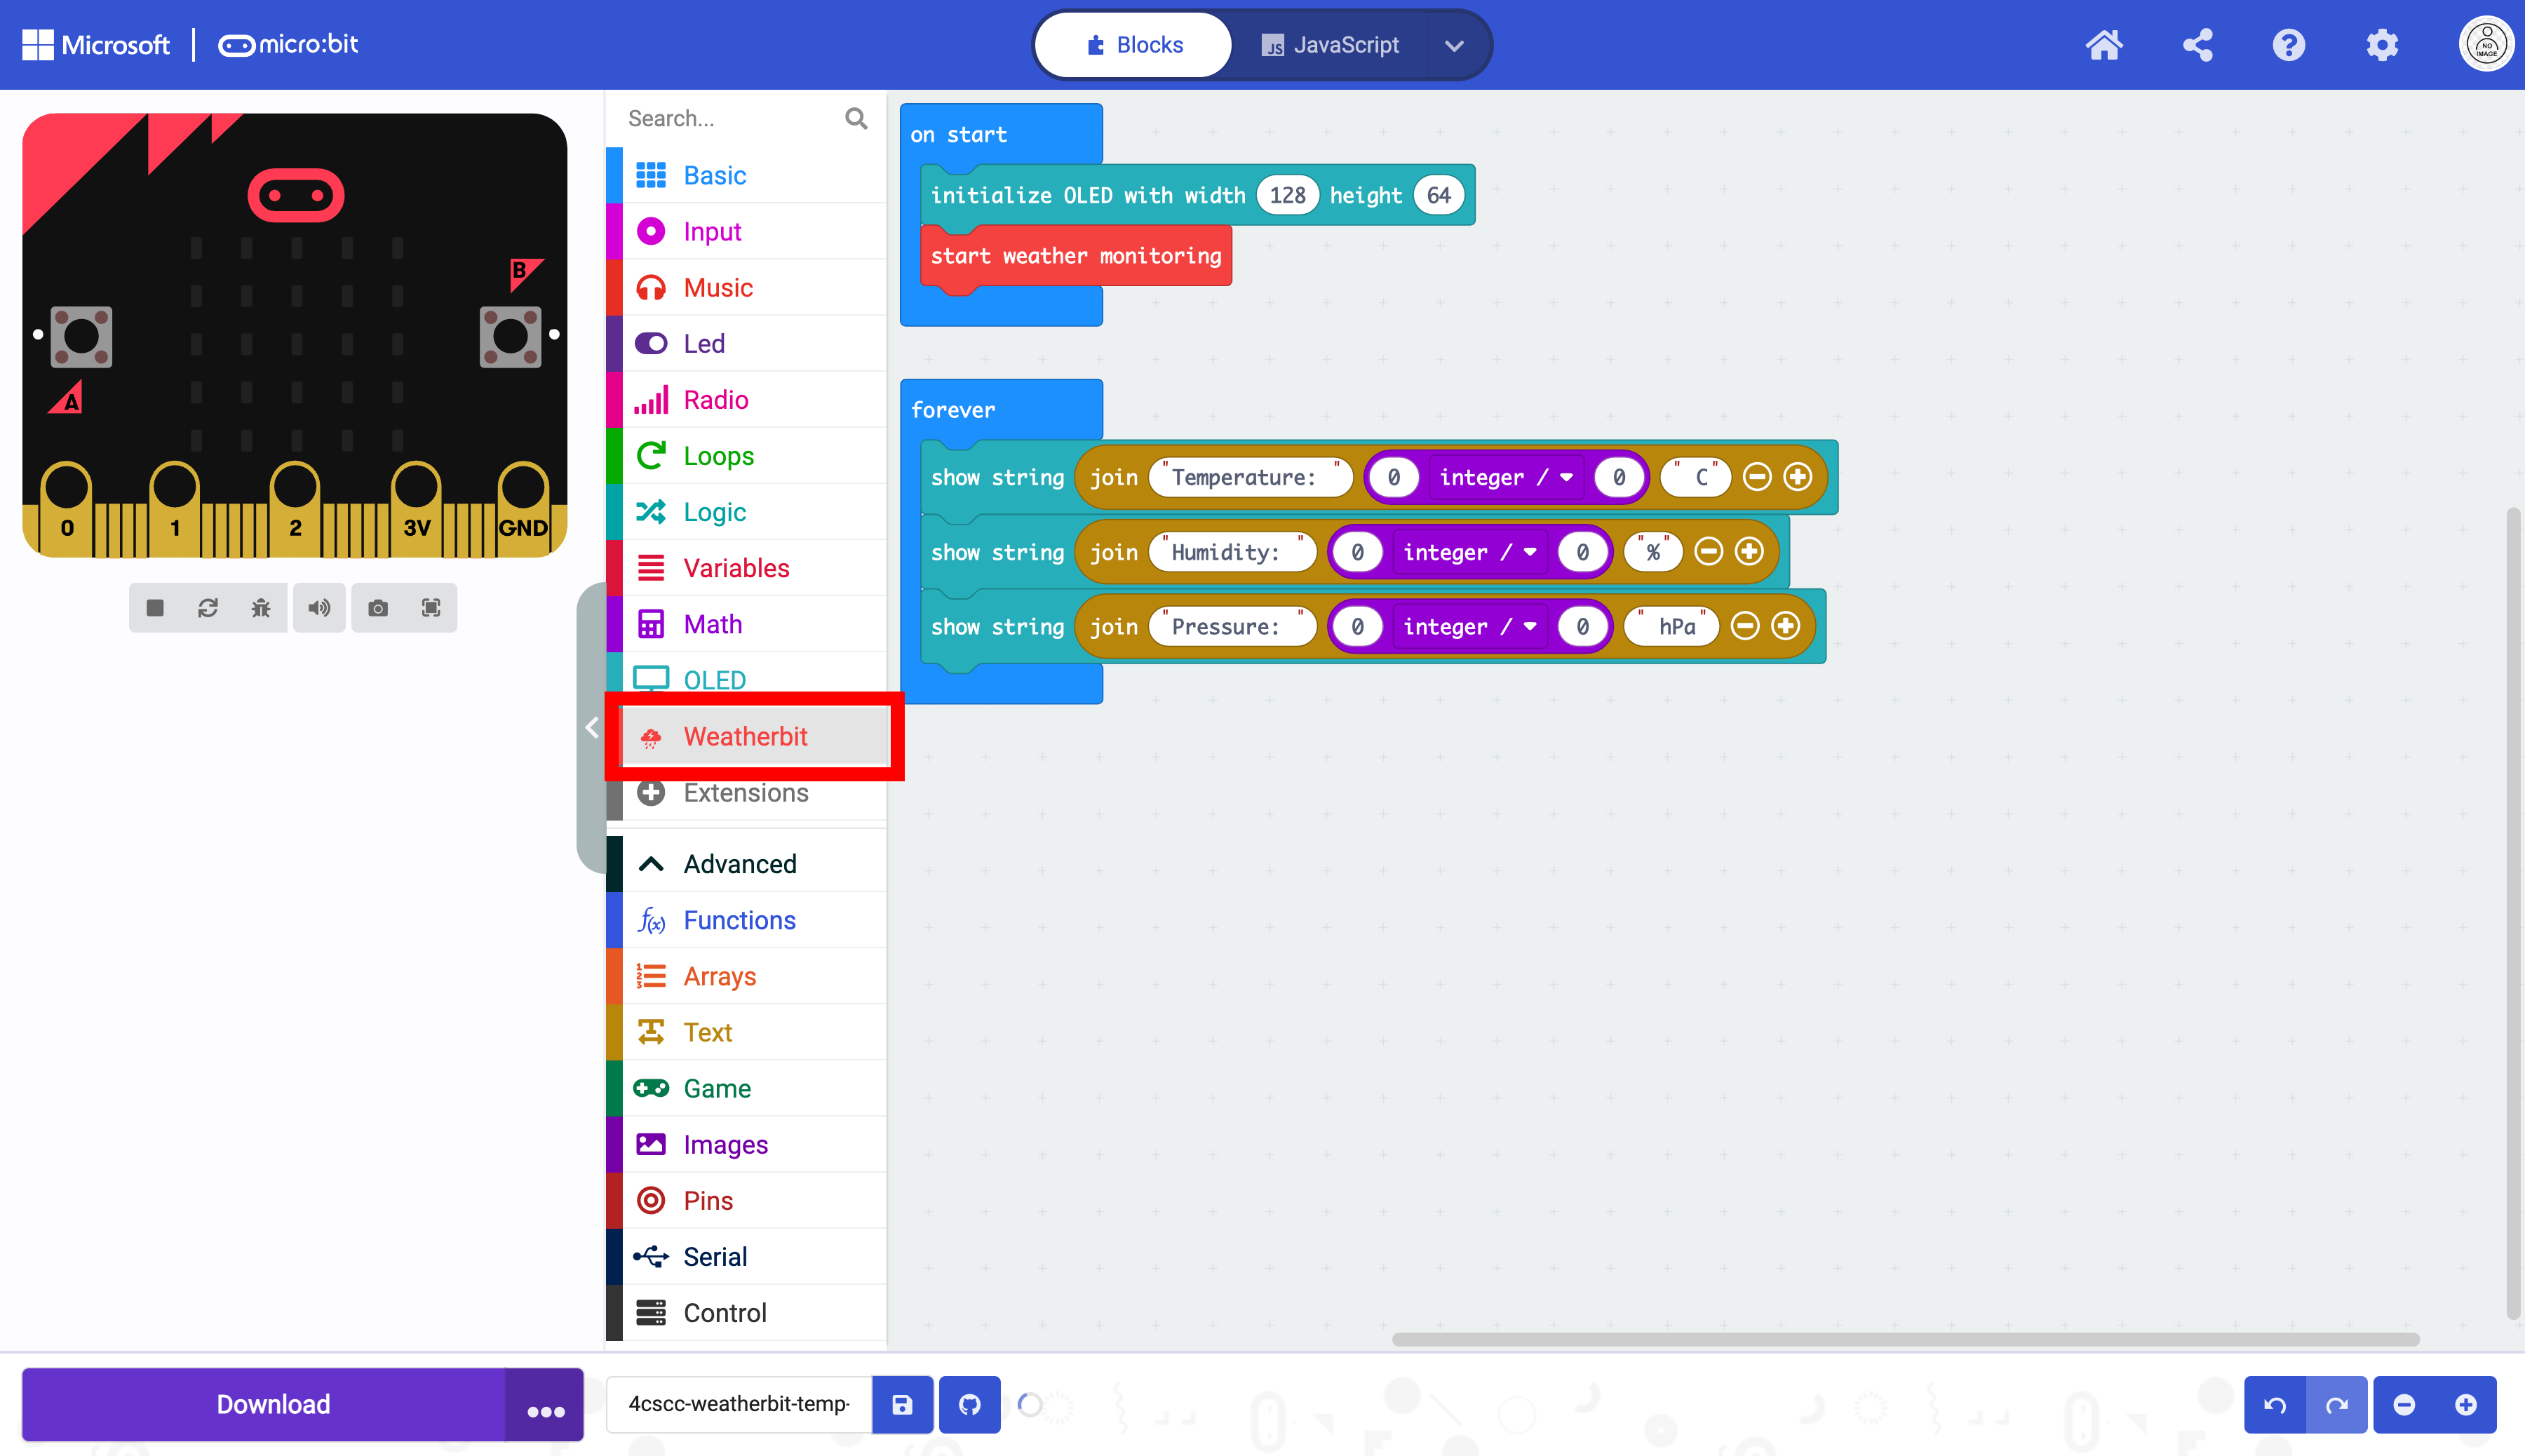 Microsoft micro:bit
Blocks JavaScript
NO IMAGE
B
A
0 1 2 3V GND
Search...
Basic
Input
Music
Led
Radio
Loops
Logic
Variables
Math
OLED
Weatherbit
Extensions
Advanced
Functions
Arrays
Text
Game
Images
Pins
Serial
Control
on start
initialize OLED with width 128 height 64
start weather monitoring
forever
show string join "Temperature: " 0 integer / 0 " C"
show string join "Humidity: " 0 integer / 0 "%"
show string join "Pressure: " 0 integer / 0 " hPa"
Download ••• 4cscc-weatherbit-temp-